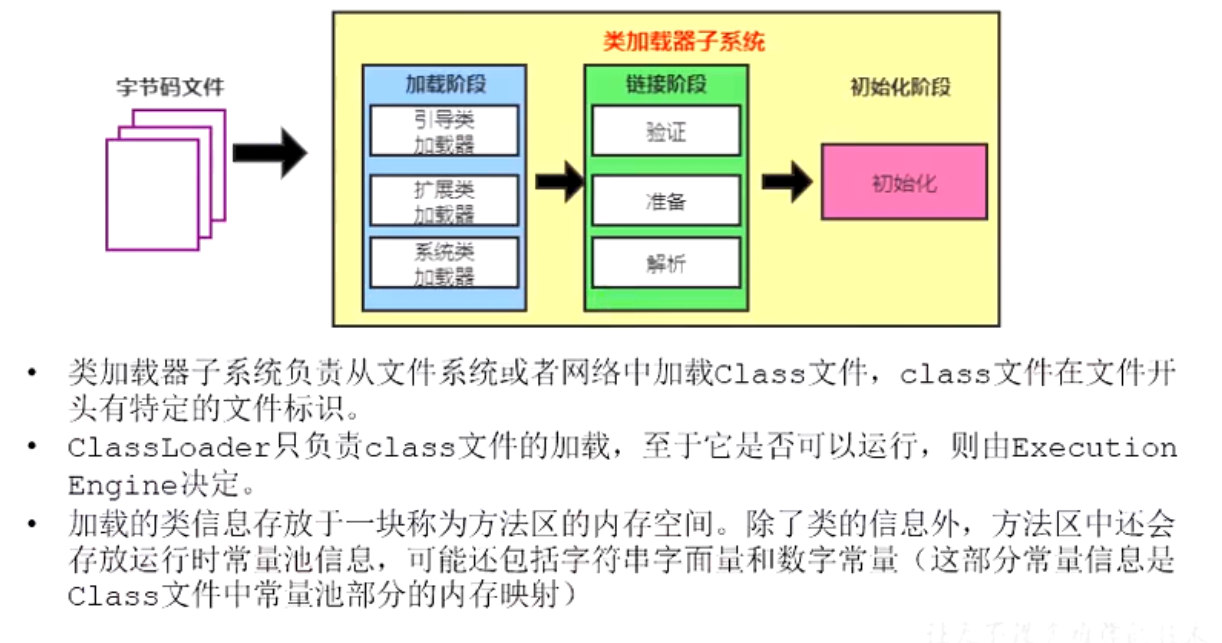 类加载器子系统
字节码文件
加载阶段
引导类
加载器
扩展类
加载器
系统类
加载器
链接阶段
验证
准备
解析
初始化阶段
初始化
• 类加载器子系统负责从文件系统或者网络中加载Class文件，class文件在文件开
头有特定的文件标识。
• ClassLoader只负责class文件的加载，至于它是否可以运行，则由Execution
Engine决定。
• 加载的类信息存放于一块称为方法区的内存空间。除了类的信息外，方法区中还会
存放运行时常量池信息，可能还包括字符串字面量和数字常量（这部分常量信息是
Class文件中常量池部分的内存映射）